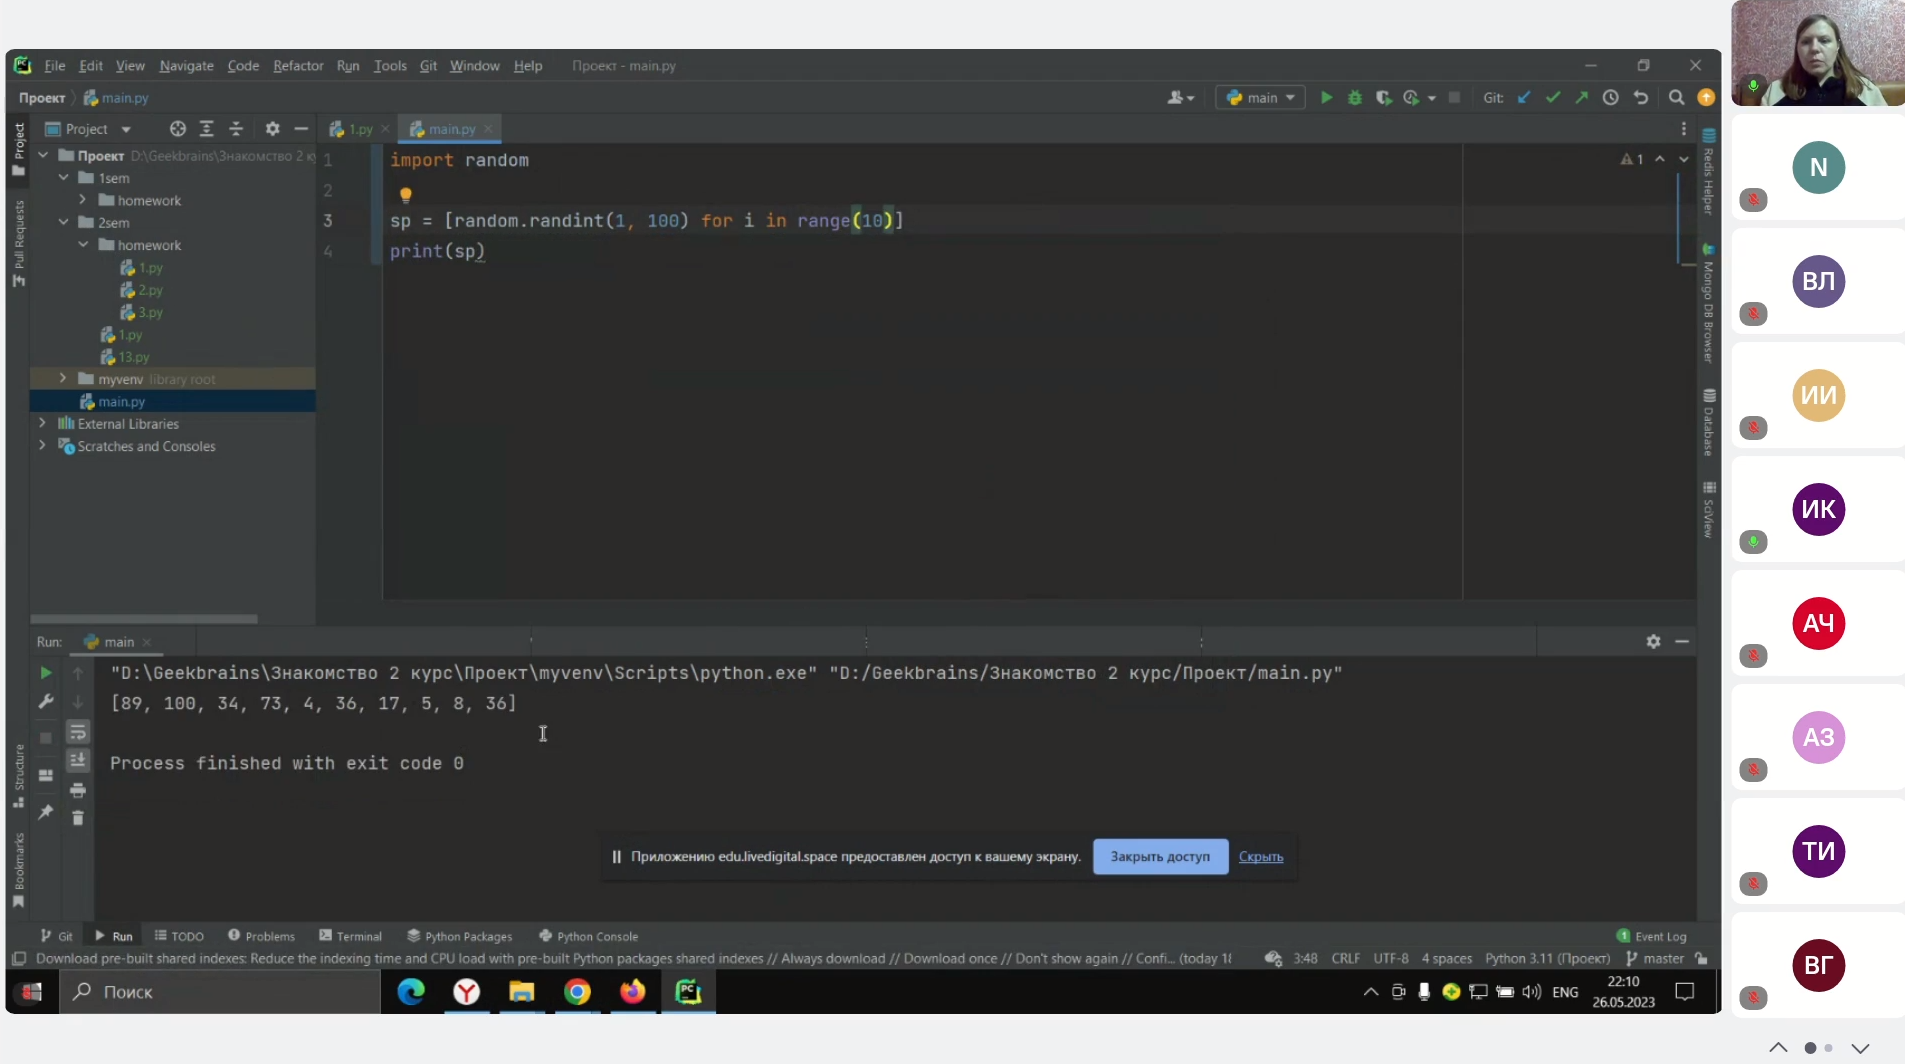 File Edit View Navigate Code Refactor Run Tools Git Window Help Проект - main.py
Проект main.py main Git:
Project 1.py main.py
Проект D:\Geekbrains\Знакомство 2 к
1sem
homework
2sem
homework
1.py
2.py
3.py
1.py
13.py
myvenv library root
main.py
External Libraries
Scratches and Consoles
Project
Pull Requests
Structure
Bookmarks
1 import random
2
3 sp = [random.randint(1, 100) for i in range(10)]
4 print(sp)
1
Redis Helper
Mongo DB Browser
Database
SciView
Run: main
"D:\Geekbrains\Знакомство 2 курс\Проект\myvenv\Scripts\python.exe" "D:/Geekbrains/Знакомство 2 курс/Проект/main.py"
[89, 100, 34, 73, 4, 36, 17, 5, 8, 36]
Process finished with exit code 0
Приложению edu.livedigital.space предоставлен доступ к вашему экрану. Закрыть доступ Скрыть
Git Run TODO Problems Terminal Python Packages Python Console 1 Event Log
Download pre-built shared indexes: Reduce the indexing time and CPU load with pre-built Python packages shared indexes // Always download // Download once // Don't show again // Confi... (today 18 3:48 CRLF UTF-8 4 spaces Python 3.11 (Проект) master
Поиск ENG 22:10
26.05.2023
N
ВЛ
ИИ
ИК
АЧ
АЗ
ТИ
ВГ